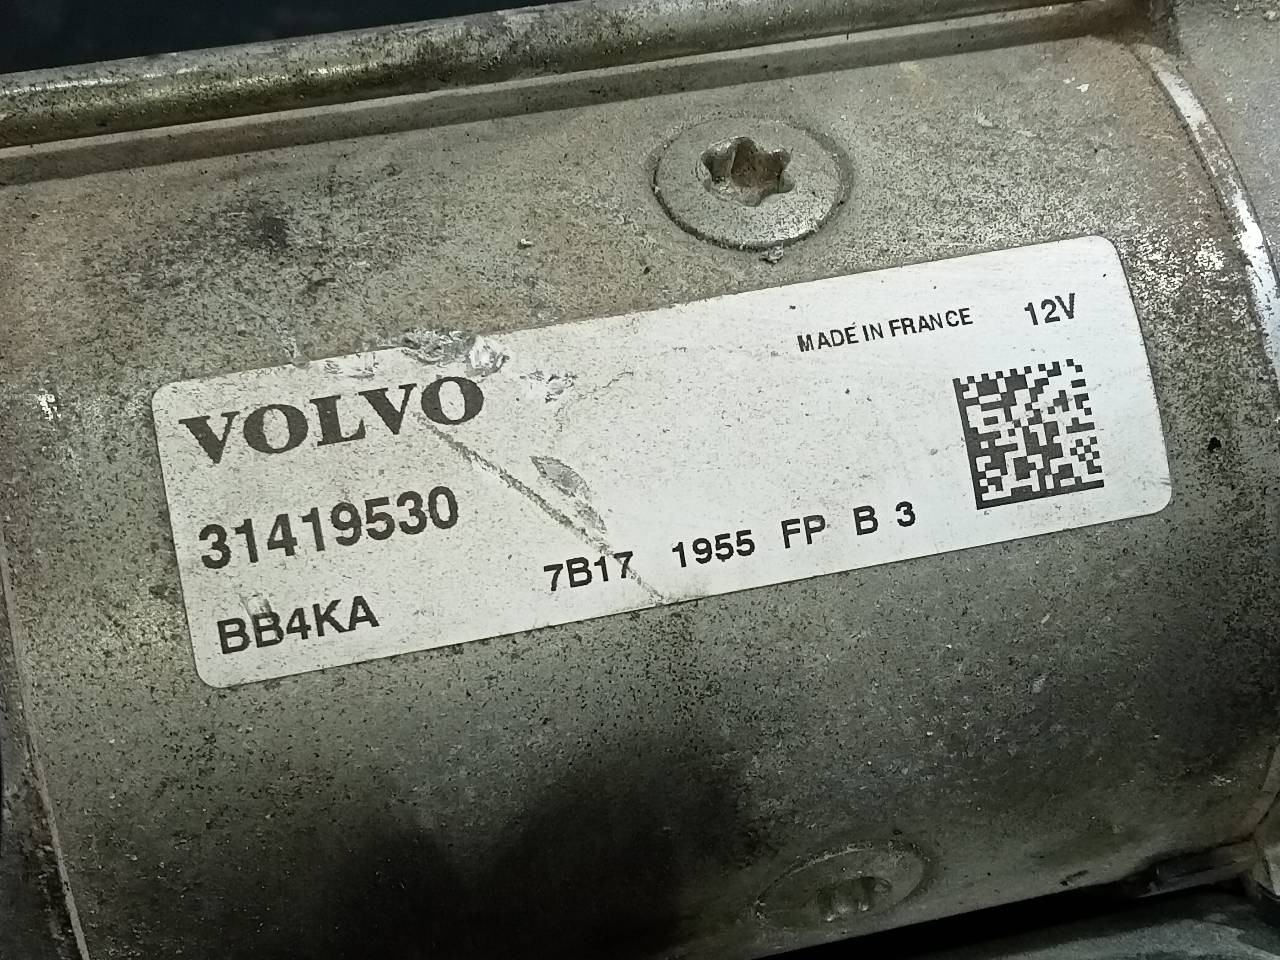 MADE IN FRANCE 12V
VOLVO
31419530
7B17 1955 FP B 3
BB4KA